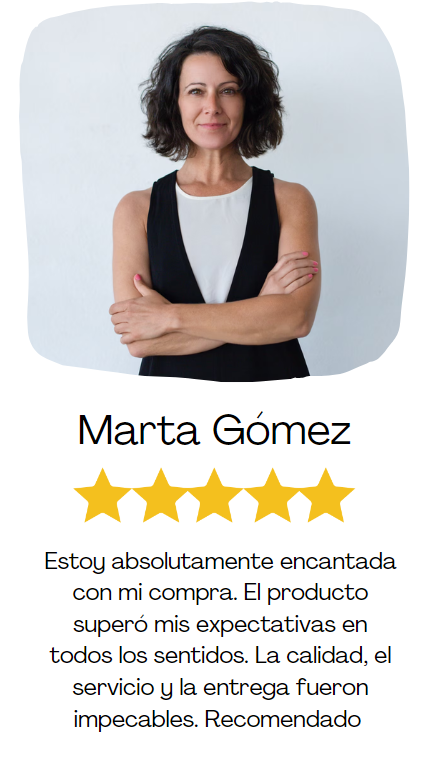 Marta Gómez
Estoy absolutamente encantada
con mi compra. El producto
superó mis expectativas en
todos los sentidos. La calidad, el
servicio y la entrega fueron
impecables. Recomendado